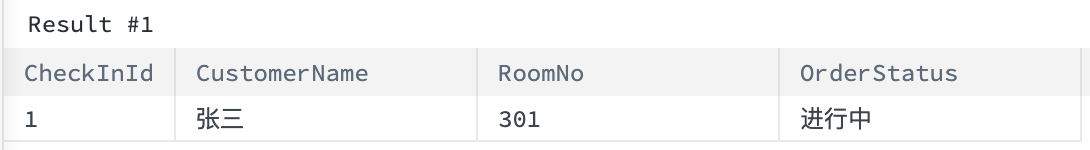 Result #1
CheckInId CustomerName RoomNo OrderStatus
1 张三 301 进行中